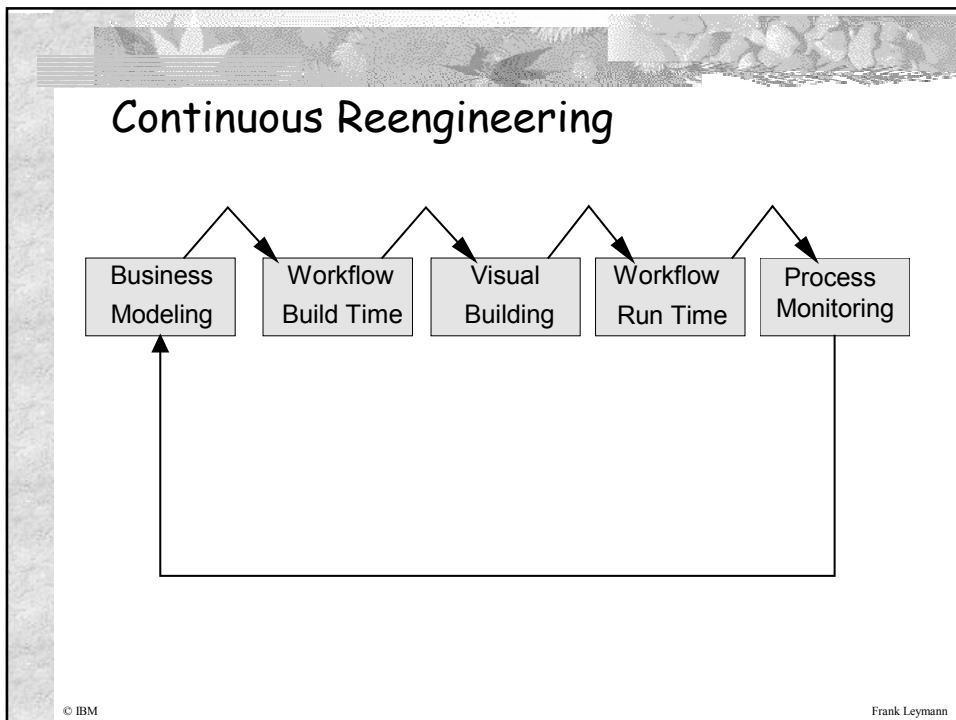 Continuous Reengineering
Business
Modeling
Workflow
Build Time
Visual
Building
Workflow
Run Time
Process
Monitoring
© IBM
Frank Leymann